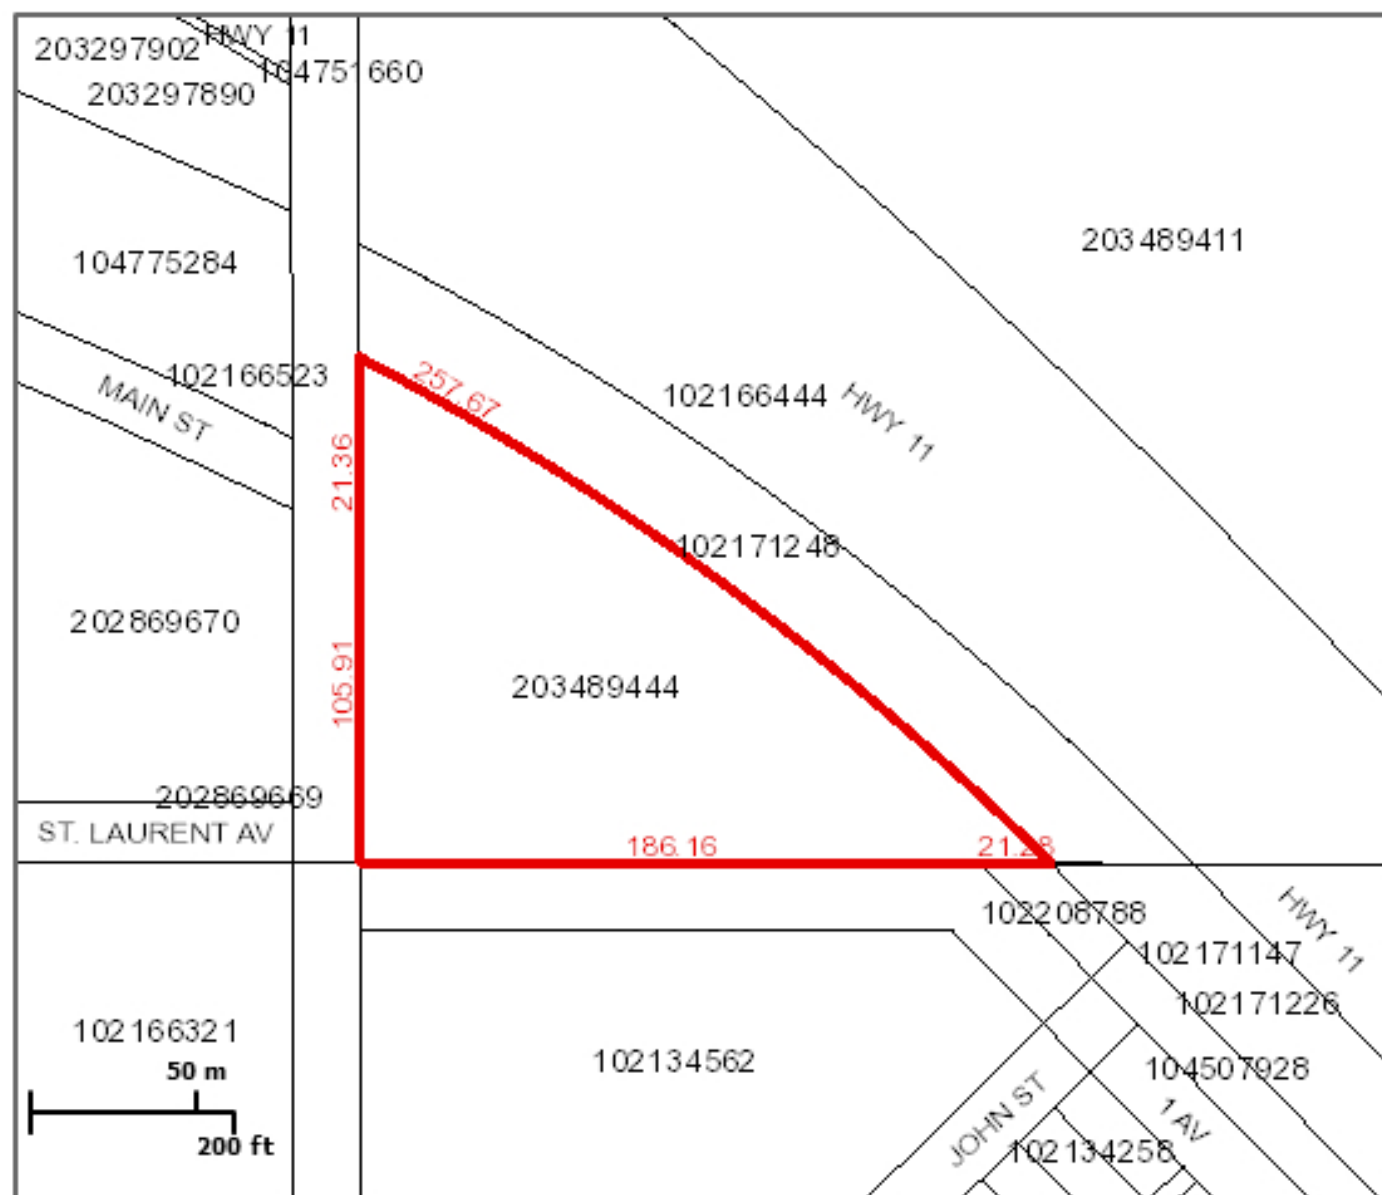 HWY 11
203297902
104751660
203297890
203489411
104775284
102166523
257.67
102166444
HWY 11
MAIN ST
21.36
102171248
202869670
105.91
203489444
202869669
ST. LAURENT AV
186.16
21.28
102208788
HWY 11
102171147
102171226
102166321
102134562
50 m
104507928
JOHN ST
1 AV
200 ft
102134258